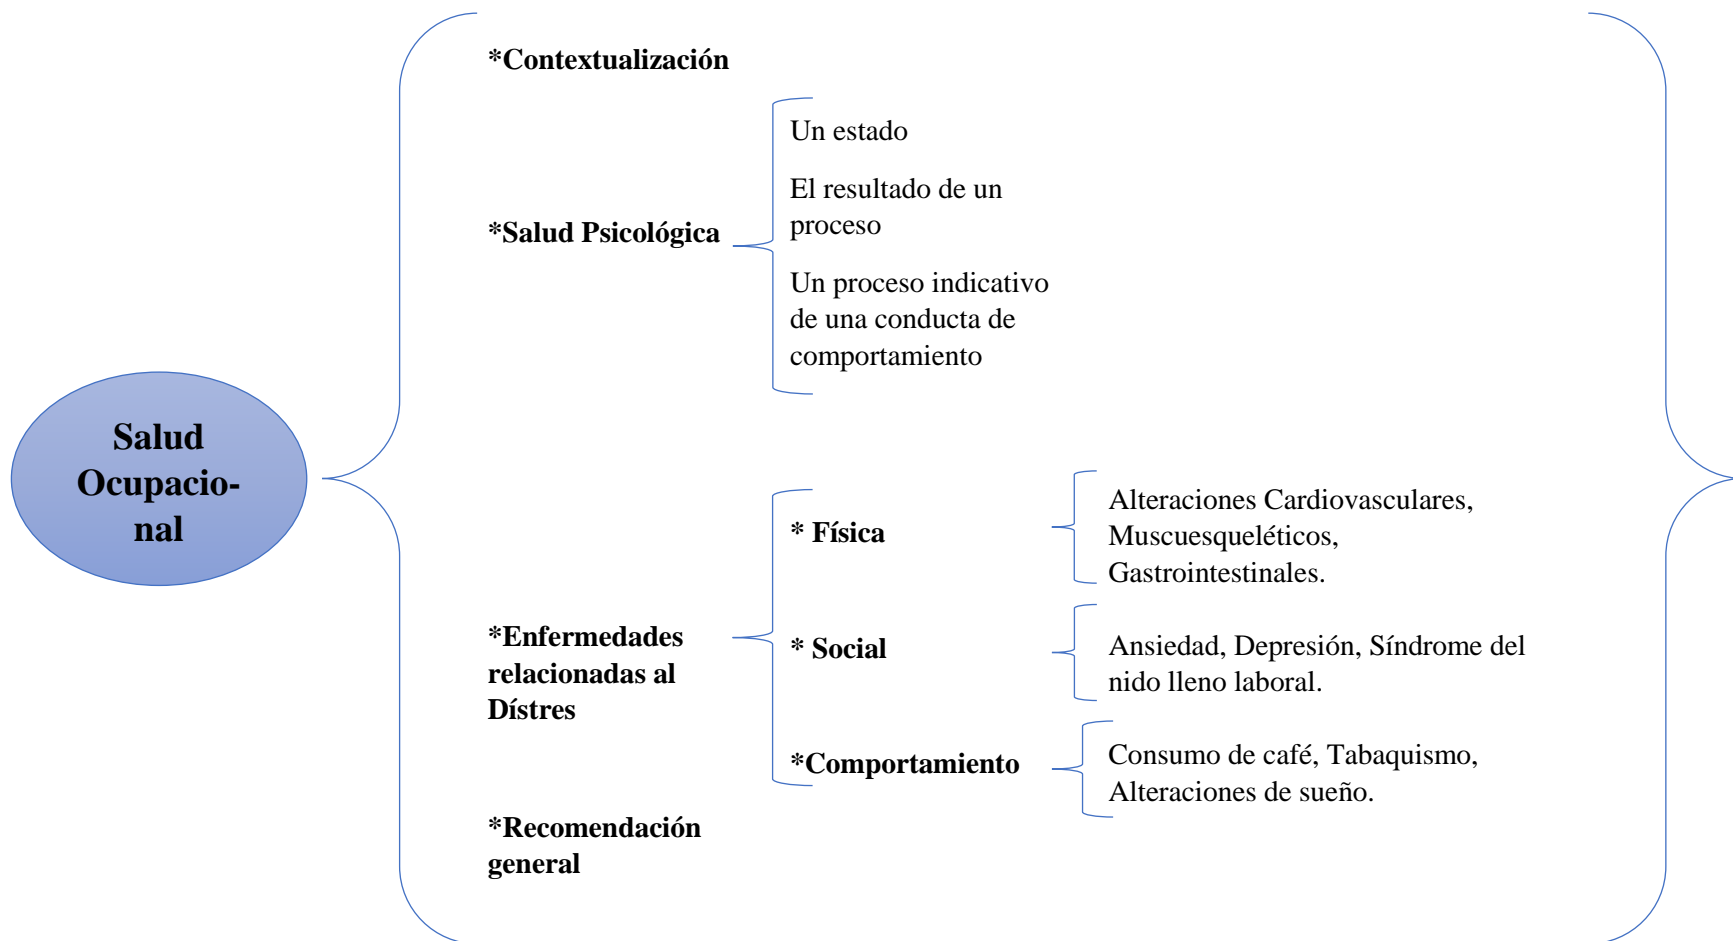 Salud
Ocupacio-
nal
*Contextualización
*Salud Psicológica
Un estado
El resultado de un
proceso
Un proceso indicativo
de una conducta de
comportamiento
*Enfermedades
relacionadas al
Dístres
* Física
Alteraciones Cardiovasculares,
Muscuesqueléticos,
Gastrointestinales.
* Social
Ansiedad, Depresión, Síndrome del
nido lleno laboral.
*Comportamiento
Consumo de café, Tabaquismo,
Alteraciones de sueño.
*Recomendación
general